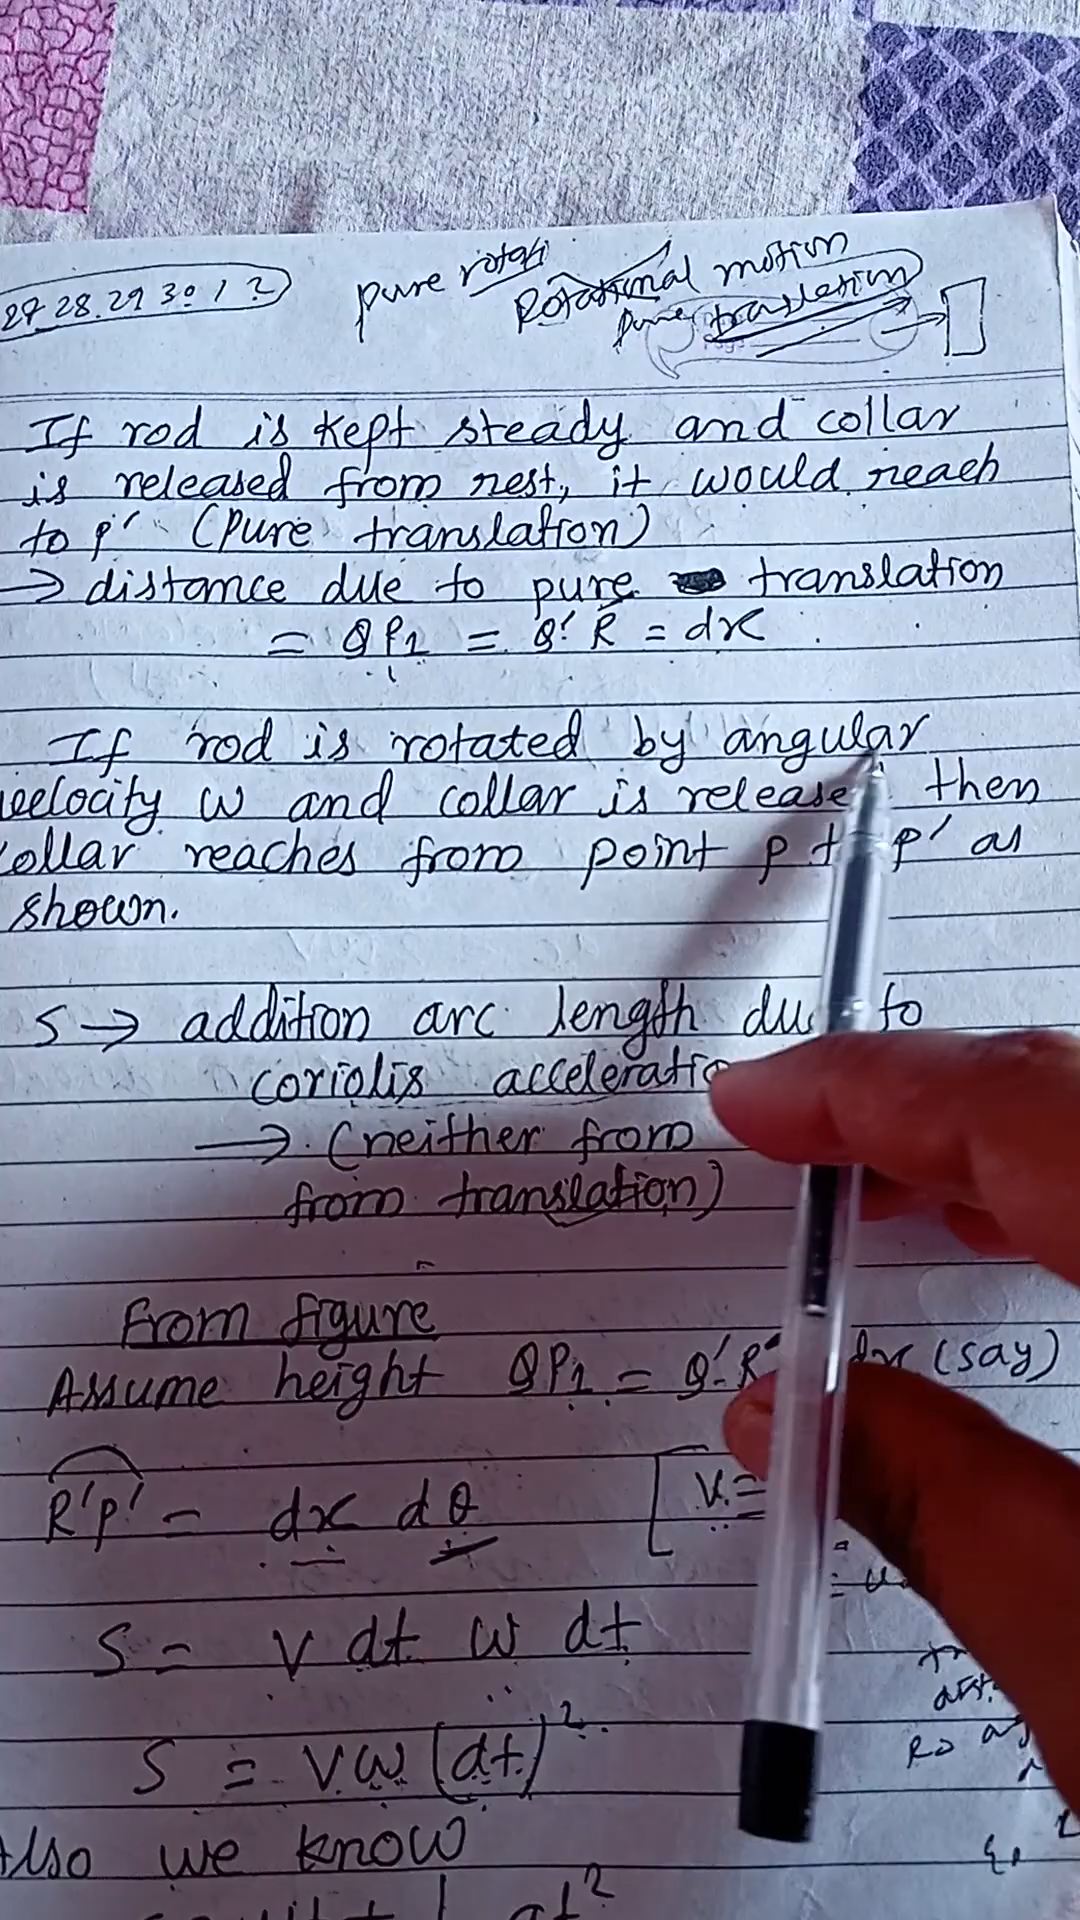 27 28 29 30 1 2
pure rotati
Rotational motion
pure translation
If rod is kept steady and collar
is released from rest, it would reach
to p' (pure translation)
→ distance due to pure translation
= QP1 = Q'R = dx
If rod is rotated by angular
velocity ω and collar is release then
collar reaches from point p t p' as
shown.
S → addition arc length du to
coriolis acceleratio
→ (neither from
from translation)
From figure
Assume height QP1 = Q'R' dx (say)
R'p' = dx dθ [V =
S = V dt ω dt
S = Vω (dt)²
Also we know